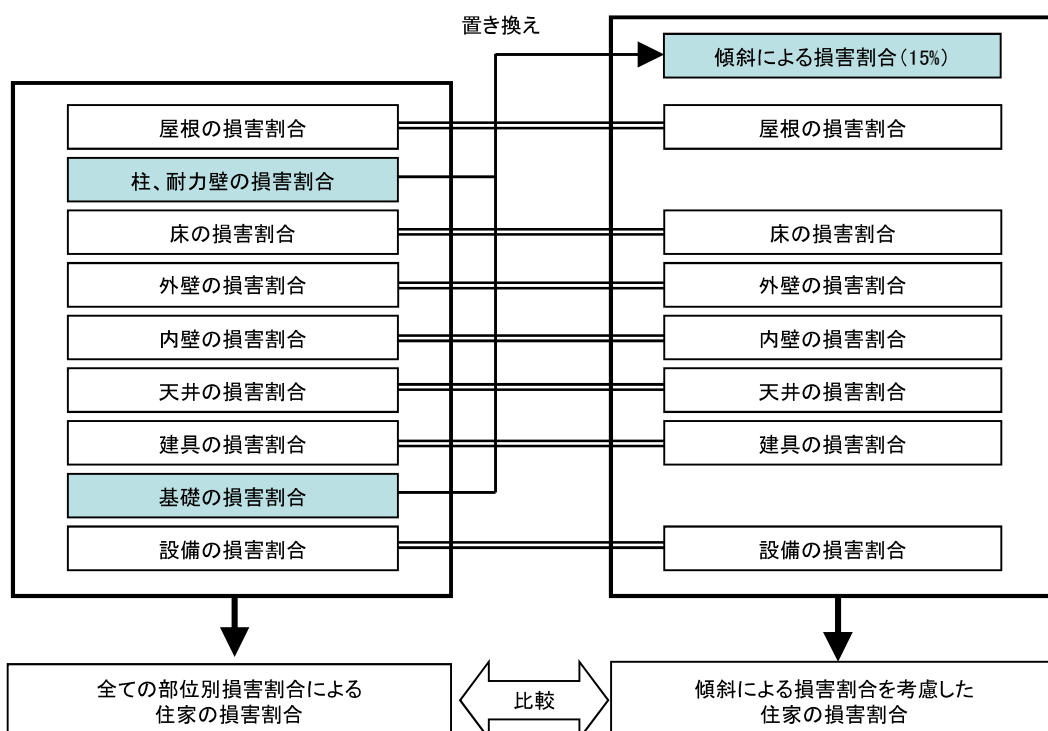 置き換え
傾斜による損害割合（15%）
屋根の損害割合
屋根の損害割合
柱、耐力壁の損害割合
床の損害割合
床の損害割合
外壁の損害割合
外壁の損害割合
内壁の損害割合
内壁の損害割合
天井の損害割合
天井の損害割合
建具の損害割合
建具の損害割合
基礎の損害割合
設備の損害割合
設備の損害割合
全ての部位別損害割合による
住家の損害割合
比較
傾斜による損害割合を考慮した
住家の損害割合